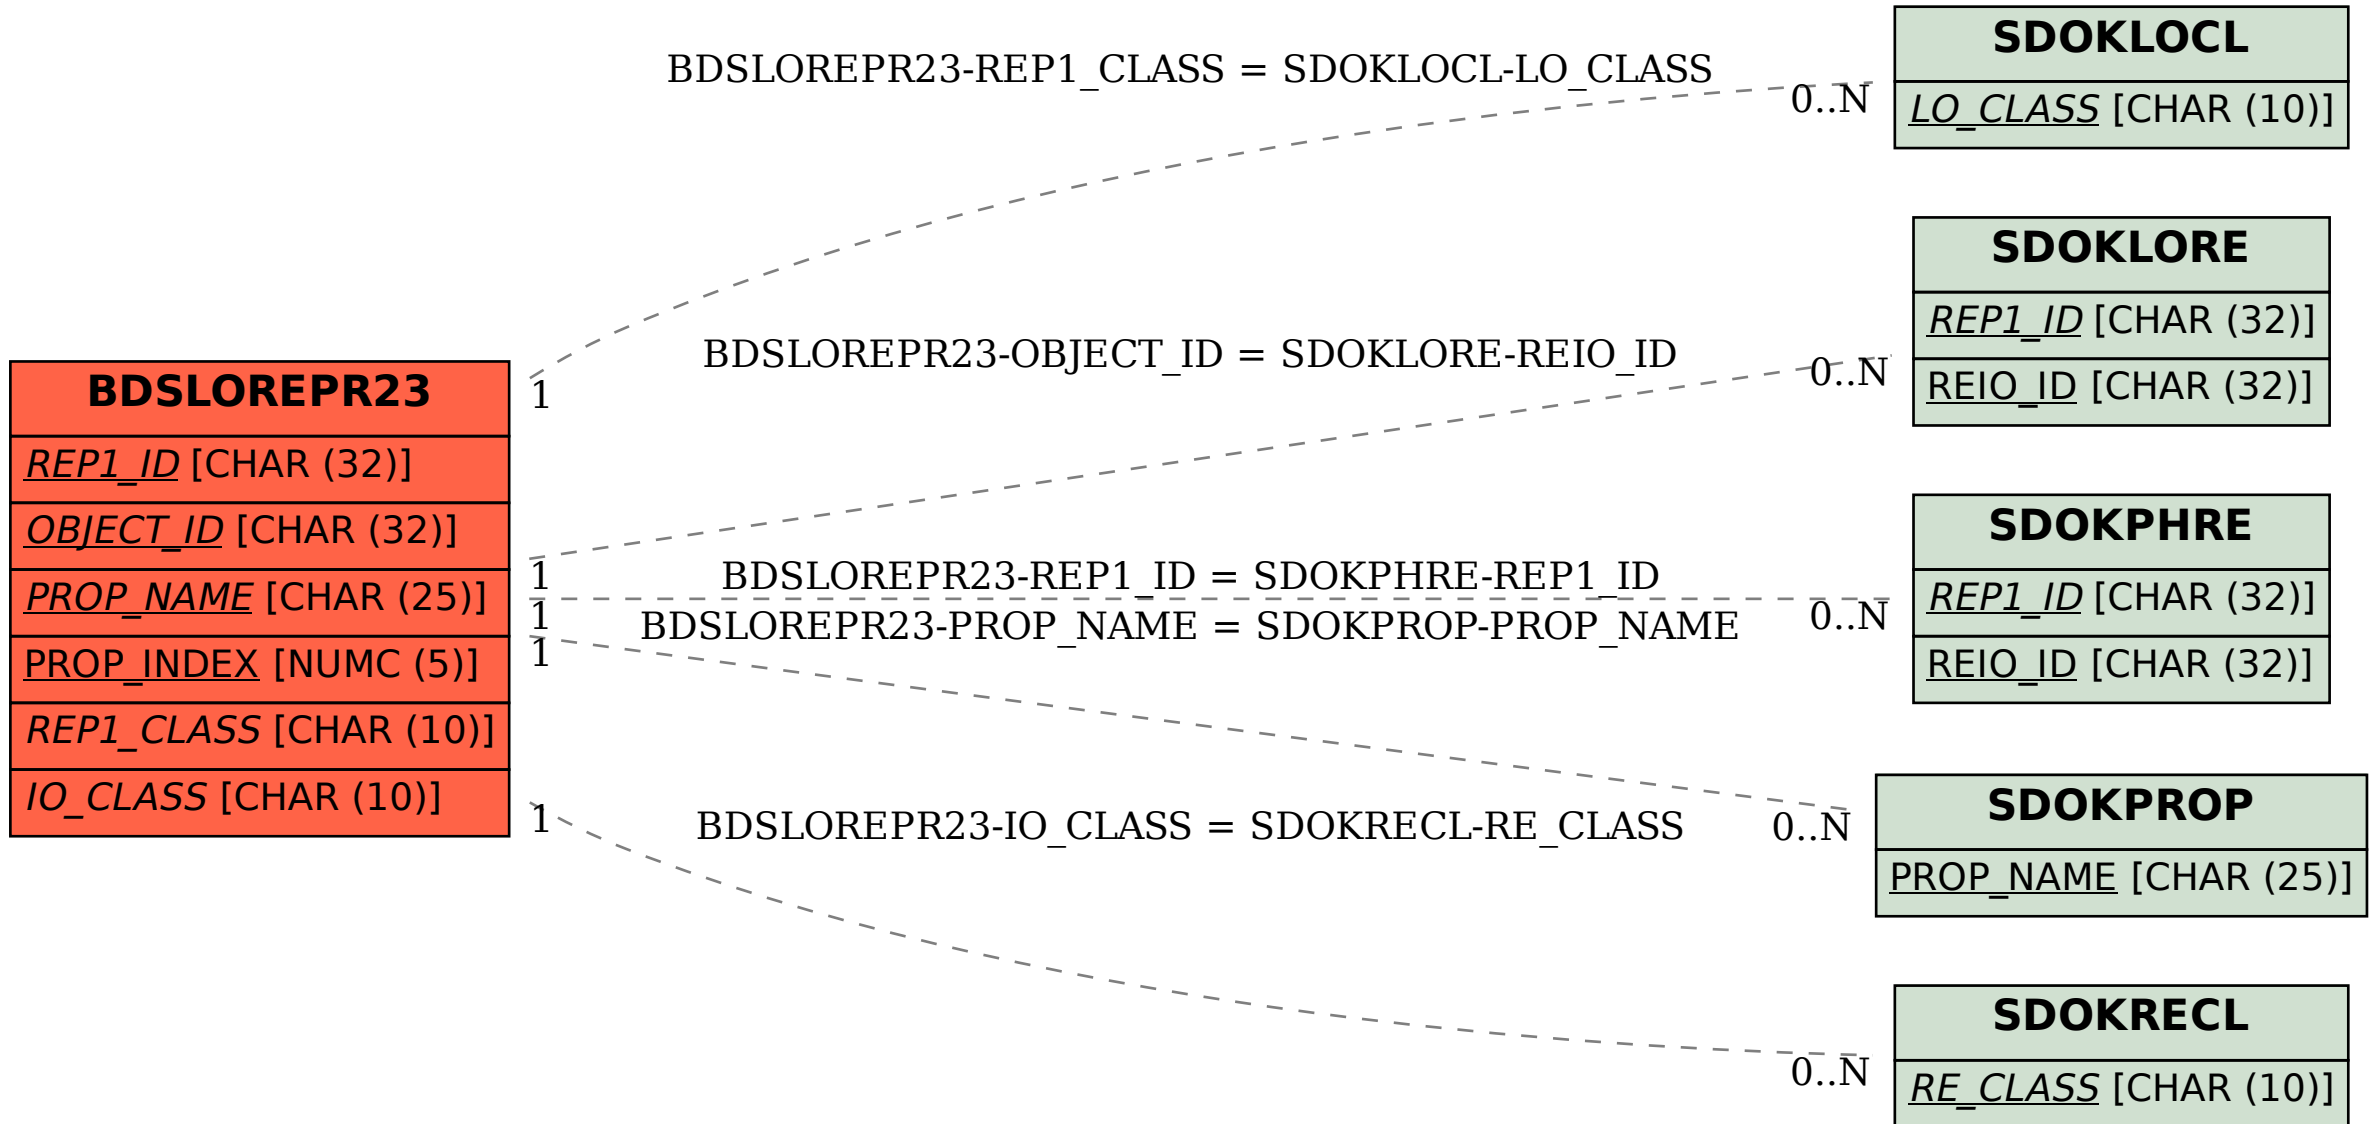 BDSLOREPR23
REP1_ID [CHAR (32)]
OBJECT_ID [CHAR (32)]
PROP_NAME [CHAR (25)]
PROP_INDEX [NUMC (5)]
REP1_CLASS [CHAR (10)]
IO_CLASS [CHAR (10)]
BDSLOREPR23-REP1_CLASS = SDOKLOCL-LO_CLASS
1
0..N
BDSLOREPR23-OBJECT_ID = SDOKLORE-REIO_ID
1
0..N
BDSLOREPR23-REP1_ID = SDOKPHRE-REP1_ID
1
0..N
BDSLOREPR23-PROP_NAME = SDOKPROP-PROP_NAME
1
0..N
BDSLOREPR23-IO_CLASS = SDOKRECL-RE_CLASS
1
0..N
SDOKLOCL
LO_CLASS [CHAR (10)]
SDOKLORE
REP1_ID [CHAR (32)]
REIO_ID [CHAR (32)]
SDOKPHRE
REP1_ID [CHAR (32)]
REIO_ID [CHAR (32)]
SDOKPROP
PROP_NAME [CHAR (25)]
SDOKRECL
RE_CLASS [CHAR (10)]